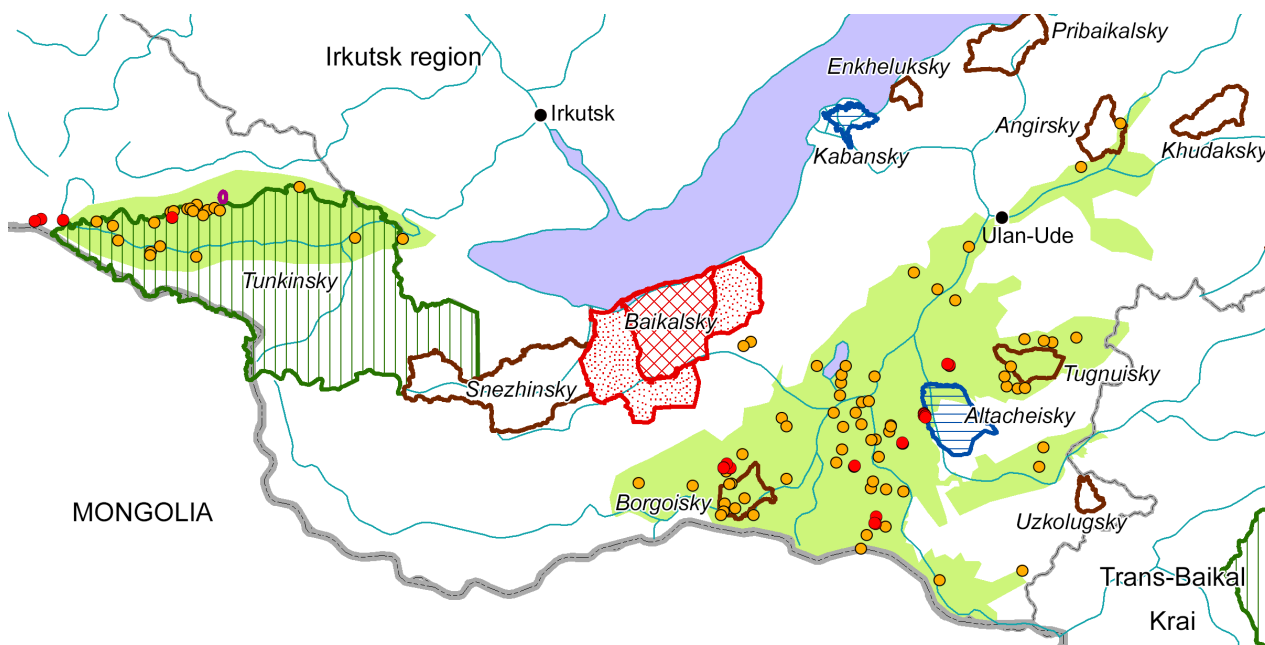 Pribaikalsky
Irkutsk region
Enkheluksky
Irkutsk
Angirsky
Khudaksky
Kabansky
Ulan-Ude
Tunkinsky
Baikalsky
Snezhinsky
Tugnuisky
Altacheisky
Borgoisky
MONGOLIA
Uzkolugsky
Trans-Baikal
Krai